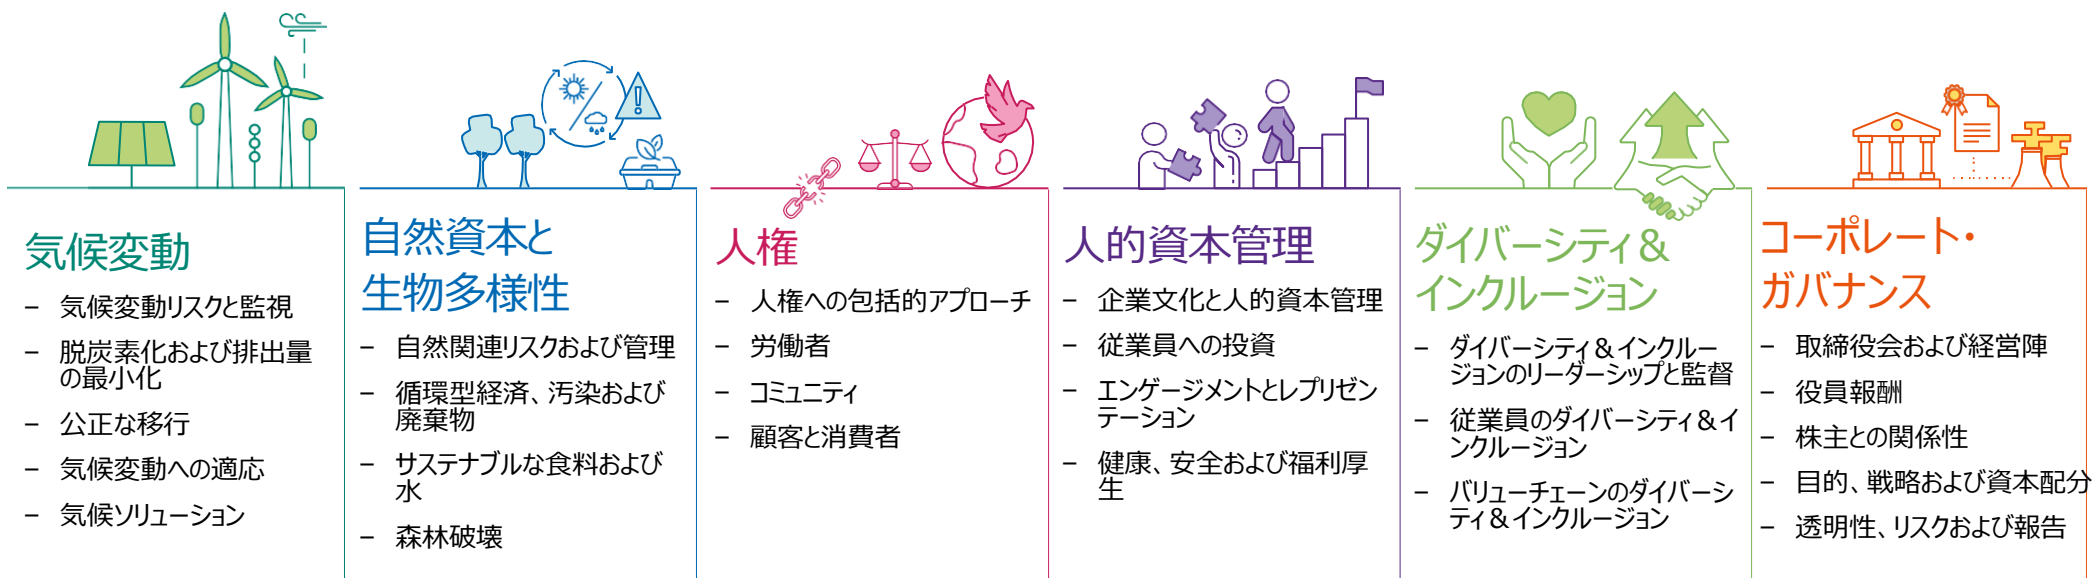 気候変動
– 気候変動リスクと監視
– 脱炭素化および排出量
の最小化
– 公正な移行
– 気候変動への適応
– 気候ソリューション
自然資本と
生物多様性
– 自然関連リスクおよび管理
– 循環型経済、汚染および
廃棄物
– サステナブルな食料および
水
– 森林破壊
人権
– 人権への包括的アプローチ
– 労働者
– コミュニティ
– 顧客と消費者
人的資本管理
– 企業文化と人的資本管理
– 従業員への投資
– エンゲージメントとレプリゼン
テーション
– 健康、安全および福利厚
生
ダイバーシティ＆
インクルージョン
– ダイバーシティ＆インクルー
ジョンのリーダーシップと監督
– 従業員のダイバーシティ＆イ
ンクルージョン
– バリューチェーンのダイバーシ
ティ＆インクルージョン
コーポレート・
ガバナンス
– 取締役会および経営陣
– 役員報酬
– 株主との関係性
– 目的、戦略および資本配分
– 透明性、リスクおよび報告